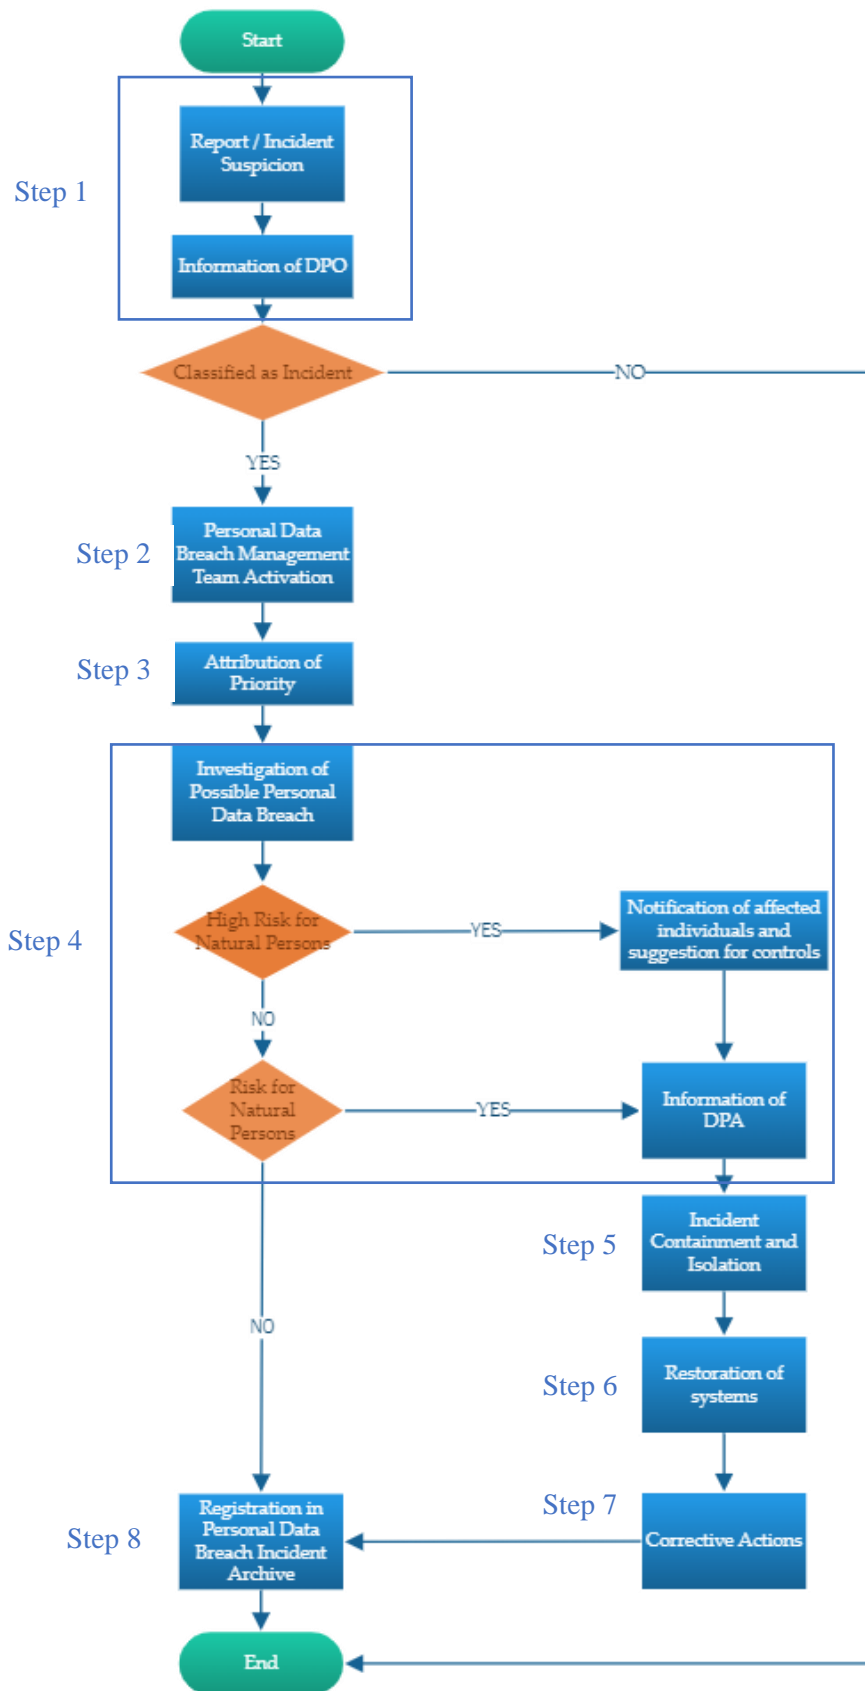 Start
Step 1
Report / Incident
Suspicion
Information of DPO
Classified as Incident
NO
YES
Step 2
Personal Data
Breach Management
Team Activation
Step 3
Attribution of
Priority
Step 4
Investigation of
Possible Personal
Data Breach
High Risk for
Natural Persons
YES
Notification of affected
individuals and
suggestion for controls
NO
Risk for
Natural
Persons
YES
Information of
DPA
Step 5
Incident
Containment and
Isolation
NO
Step 6
Restoration of
systems
Step 7
Corrective Actions
Step 8
Registration in
Personal Data
Breach Incident
Archive
End